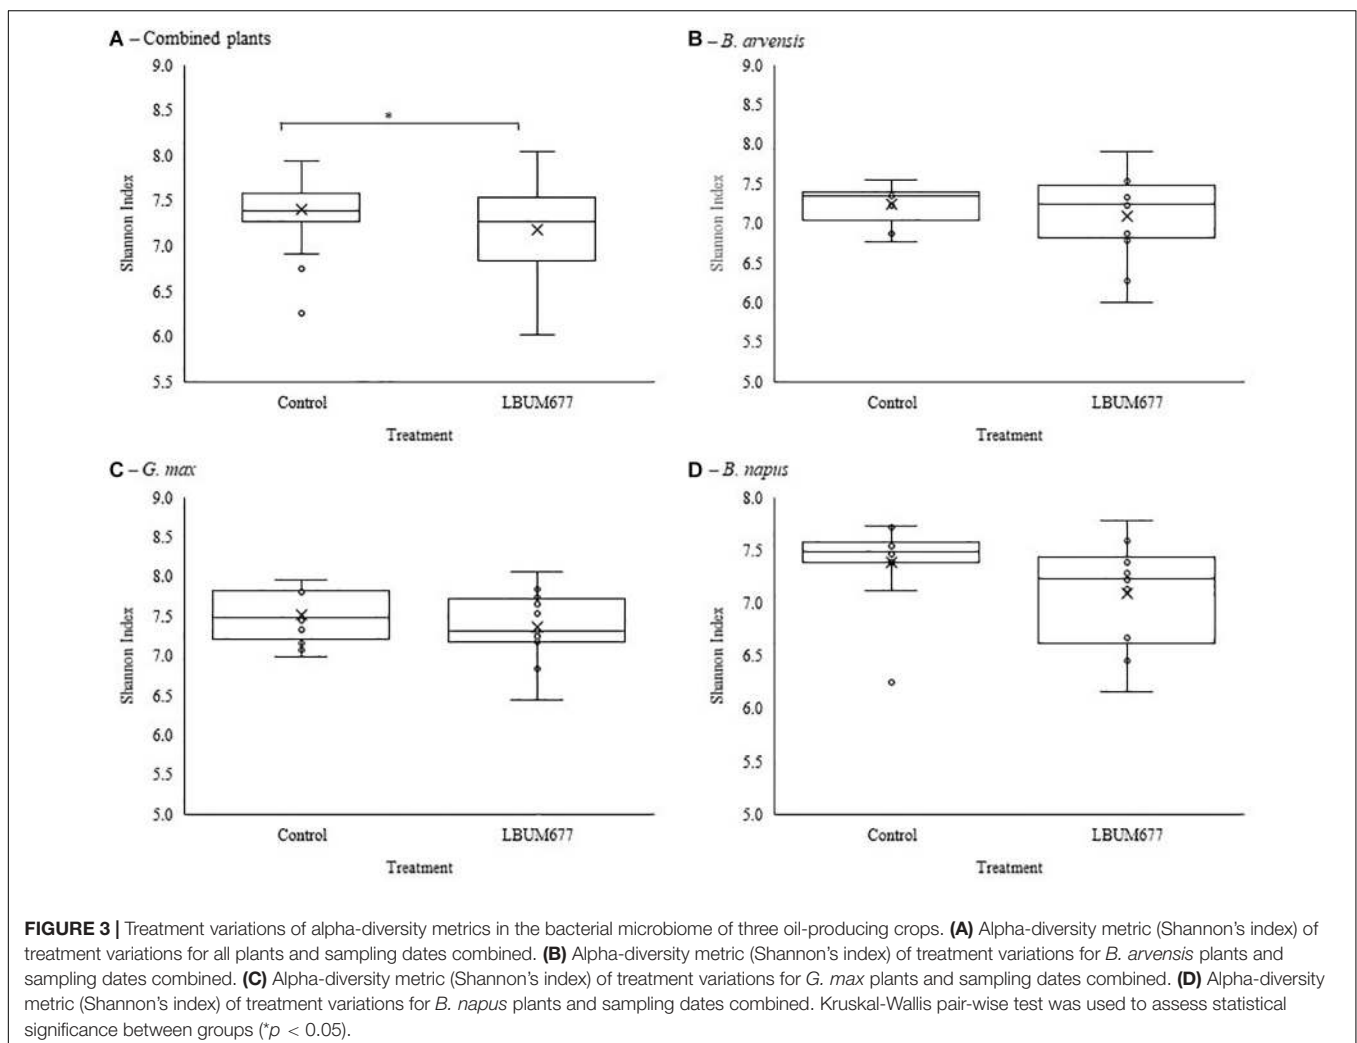 A – Combined plants
9.0
8.5
8.0
7.5
7.0
6.5
6.0
5.5
Shannon Index
*
Control
LBUM677
Treatment
B – B. arvensis
9.0
8.5
8.0
7.5
7.0
6.5
6.0
5.5
5.0
Shannon Index
Control
LBUM677
Treatment
C – G. max
9.0
8.5
8.0
7.5
7.0
6.5
6.0
5.5
5.0
Shannon Index
Control
LBUM677
Treatment
D – B. napus
8.0
7.5
7.0
6.5
6.0
5.5
5.0
Shannon Index
Control
LBUM677
Treatment
FIGURE 3 | Treatment variations of alpha-diversity metrics in the bacterial microbiome of three oil-producing crops. (A) Alpha-diversity metric (Shannon's index) of
treatment variations for all plants and sampling dates combined. (B) Alpha-diversity metric (Shannon's index) of treatment variations for B. arvensis plants and
sampling dates combined. (C) Alpha-diversity metric (Shannon's index) of treatment variations for G. max plants and sampling dates combined. (D) Alpha-diversity
metric (Shannon's index) of treatment variations for B. napus plants and sampling dates combined. Kruskal-Wallis pair-wise test was used to assess statistical
significance between groups (*p < 0.05).